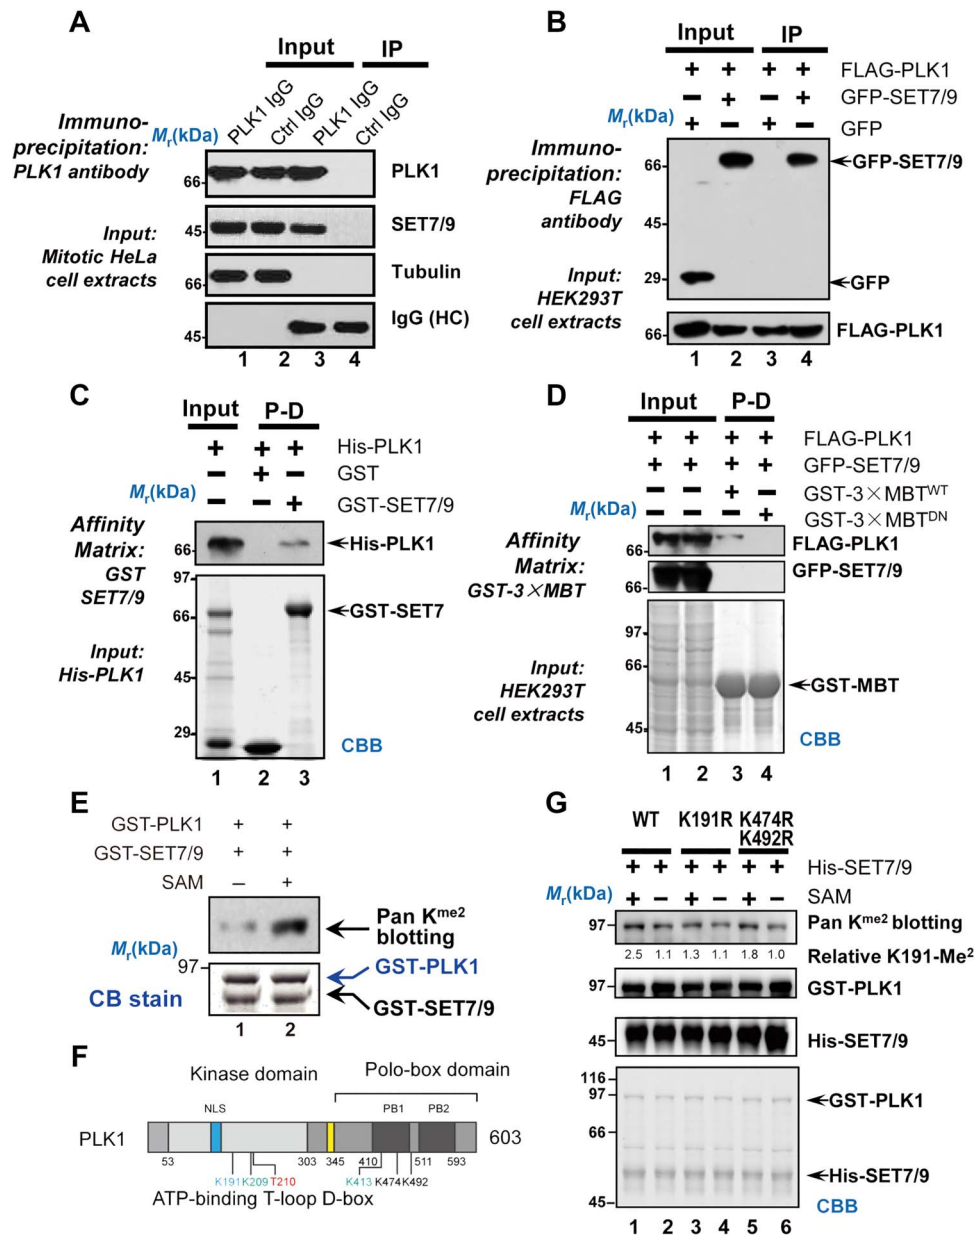 A
Input IP
PLK1 IgG
Ctrl IgG
PLK1 IgG
Ctrl IgG
Mr(kDa)
Immuno-
precipitation:
PLK1 antibody
66-
PLK1
Input:
Mitotic HeLa
cell extracts
45-
SET7/9
66-
Tubulin
45-
IgG (HC)
1 2 3 4
B
Input IP
+ + + + FLAG-PLK1
− + − + GFP-SET7/9
Mr(kDa) + − + − GFP
Immuno-
precipitation:
FLAG
antibody
Input:
HEK293T
cell extracts
66-
GFP-SET7/9
45-
29-
GFP
66-
FLAG-PLK1
1 2 3 4
C
Input P-D
+ + + His-PLK1
− + − GST
Mr(kDa) − − + GST-SET7/9
Affinity
Matrix:
GST
SET7/9
Input:
His-PLK1
66-
His-PLK1
97-
66-
GST-SET7
45-
29-
CBB
1 2 3
D
Input P-D
+ + + + FLAG-PLK1
+ + + + GFP-SET7/9
− − + − GST-3×MBTWT
Mr(kDa) − − + GST-3×MBTDN
Affinity
Matrix:
GST-3×MBT
Input:
HEK293T
cell extracts
66-
FLAG-PLK1
66-
GFP-SET7/9
97-
66-
GST-MBT
45-
CBB
1 2 3 4
E
GST-PLK1 + +
GST-SET7/9 + +
SAM − +
Pan Kme2
blotting
Mr(kDa)
97-
GST-PLK1
CB stain
GST-SET7/9
1 2
F
Kinase domain Polo-box domain
NLS PB1 PB2
PLK1 603
53 303 345 410 511 593
K191 K209 T210 K413 K474 K492
ATP-binding T-loop D-box
G
WT K191R K474R
K492R
+ + + + + + His-SET7/9
Mr(kDa) + − + − + − SAM
97- Pan Kme2 blotting
2.5 1.1 1.3 1.1 1.8 1.0 Relative K191-Me2
97- GST-PLK1
45- His-SET7/9
116-
97-
GST-PLK1
66-
His-SET7/9
45-
CBB
1 2 3 4 5 6